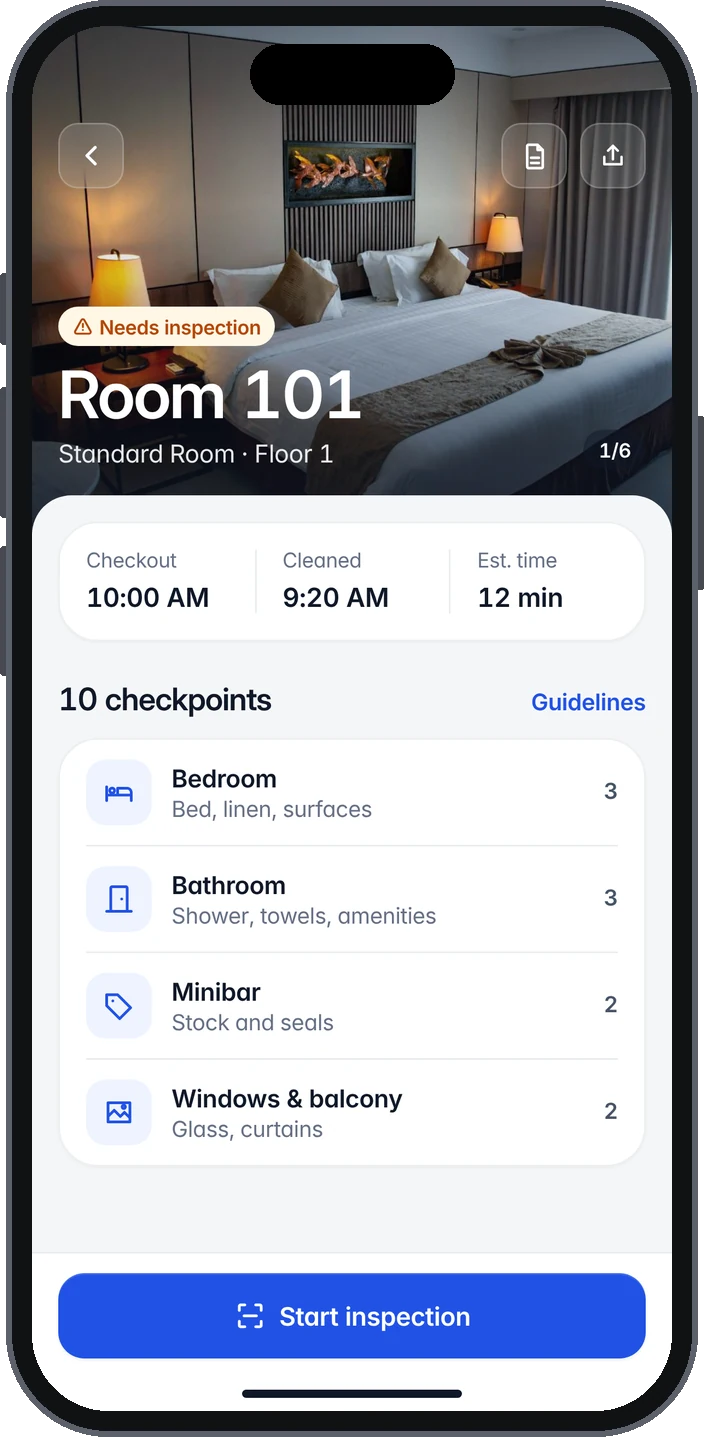 Needs inspection
Room 101
Standard Room · Floor 1
1/6
Checkout
10:00 AM
Cleaned
9:20 AM
Est. time
12 min
10 checkpoints
Guidelines
Bedroom
Bed, linen, surfaces
3
Bathroom
Shower, towels, amenities
3
Minibar
Stock and seals
2
Windows & balcony
Glass, curtains
2
Start inspection